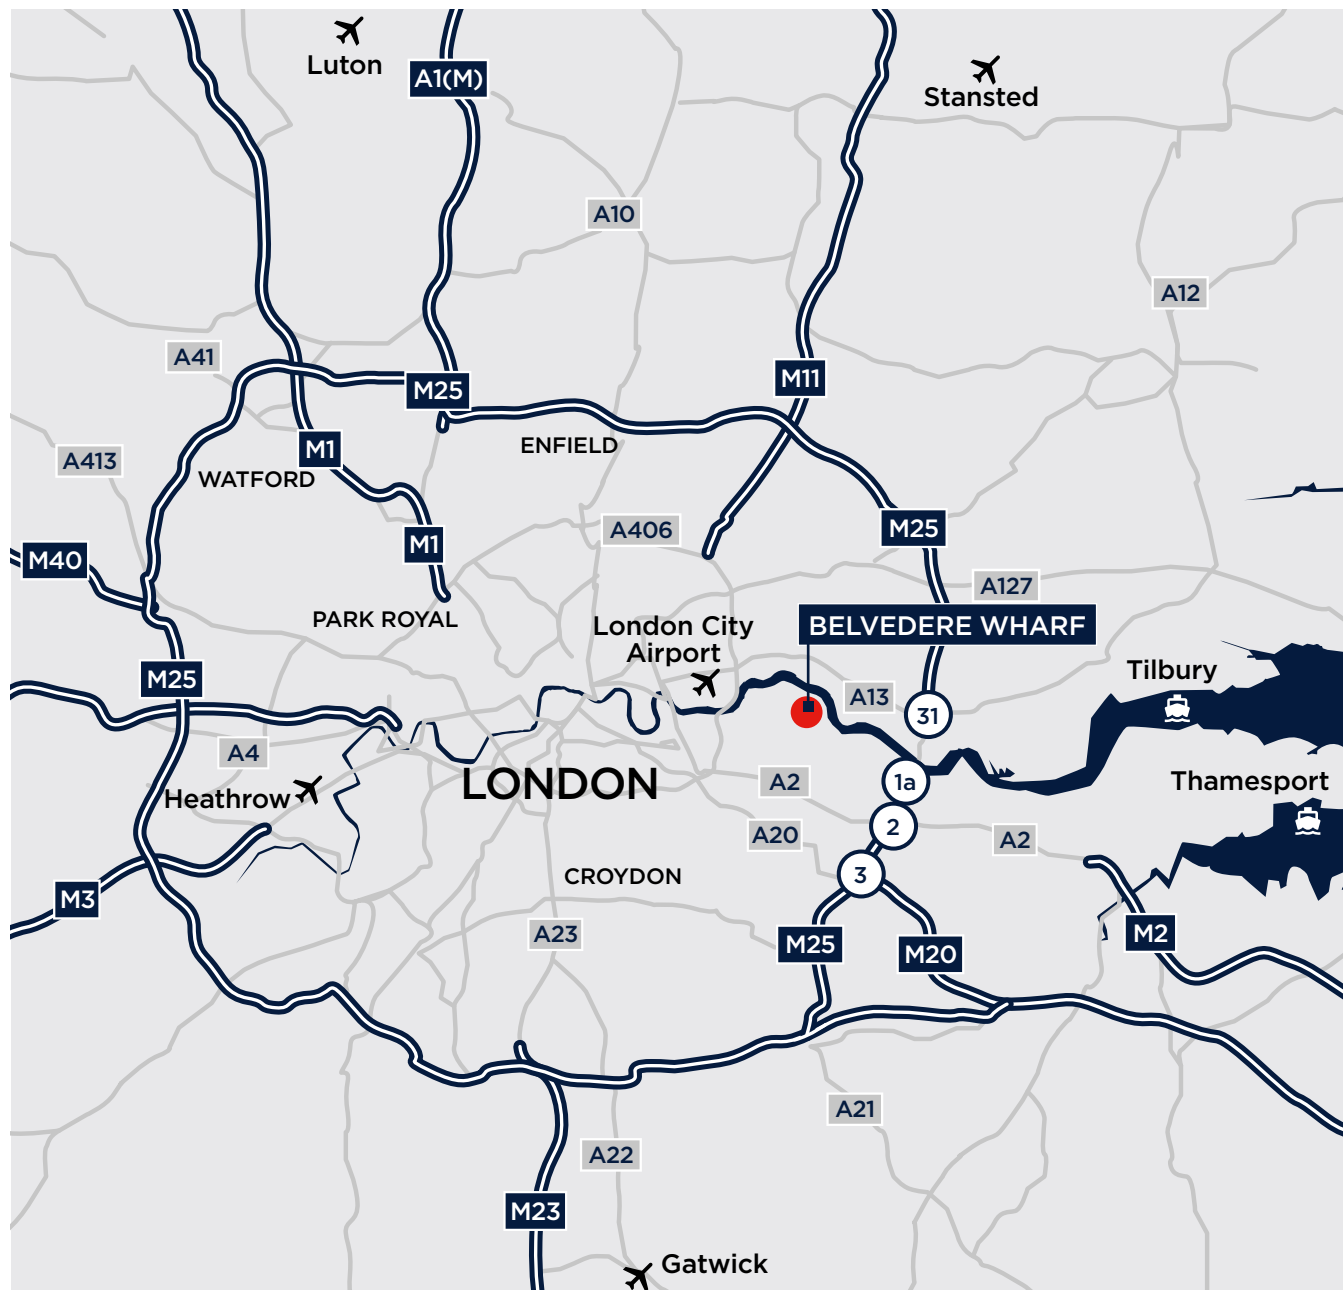 Luton
A1(M)
Stansted
A10
A12
A41
M25
M11
M1
ENFIELD
A413
WATFORD
A406
M25
M1
M40
A127
PARK ROYAL
London City
Airport
BELVEDERE WHARF
M25
Tilbury
A13
31
A4
Heathrow
LONDON
A2
1a
Thamesport
2
A20
A2
3
CROYDON
M3
A23
M25
M20
M2
A21
A22
M23
Gatwick